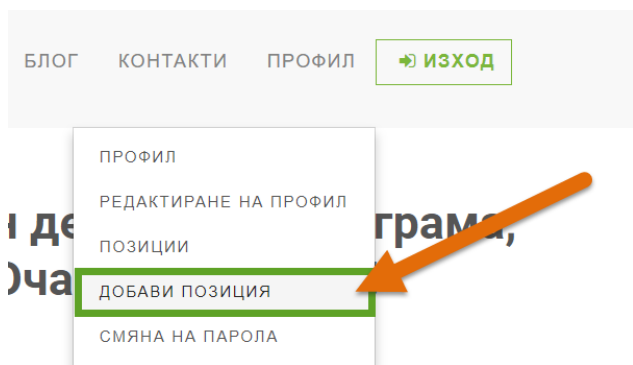 БЛОГ КОНТАКТИ ПРОФИЛ ИЗХОД
ПРОФИЛ
РЕДАКТИРАНЕ НА ПРОФИЛ
ПОЗИЦИИ
ДОБАВИ ПОЗИЦИЯ
СМЯНА НА ПАРОЛА